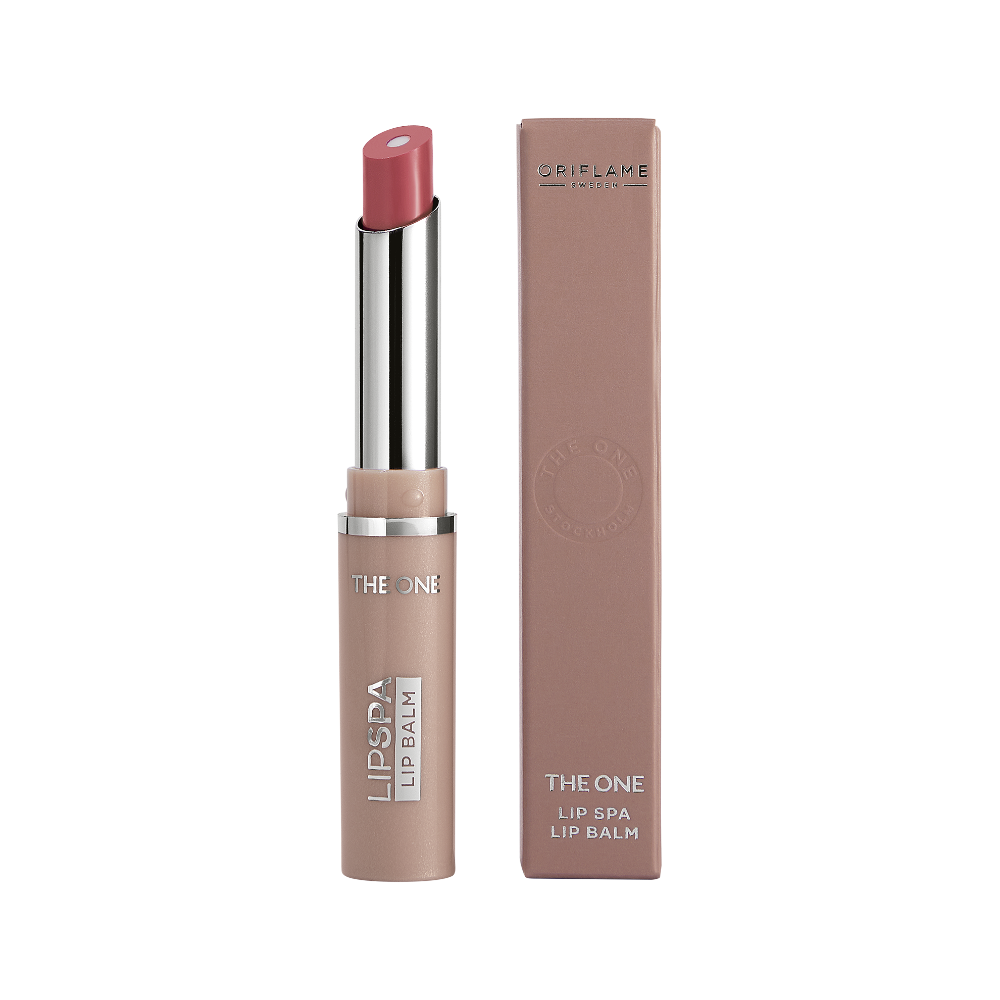 THE ONE
LIPSPA
LIP BALM
ORIFLAME
SWEDEN
THE ONE
STOCKHOLM
THE ONE
LIP SPA
LIP BALM